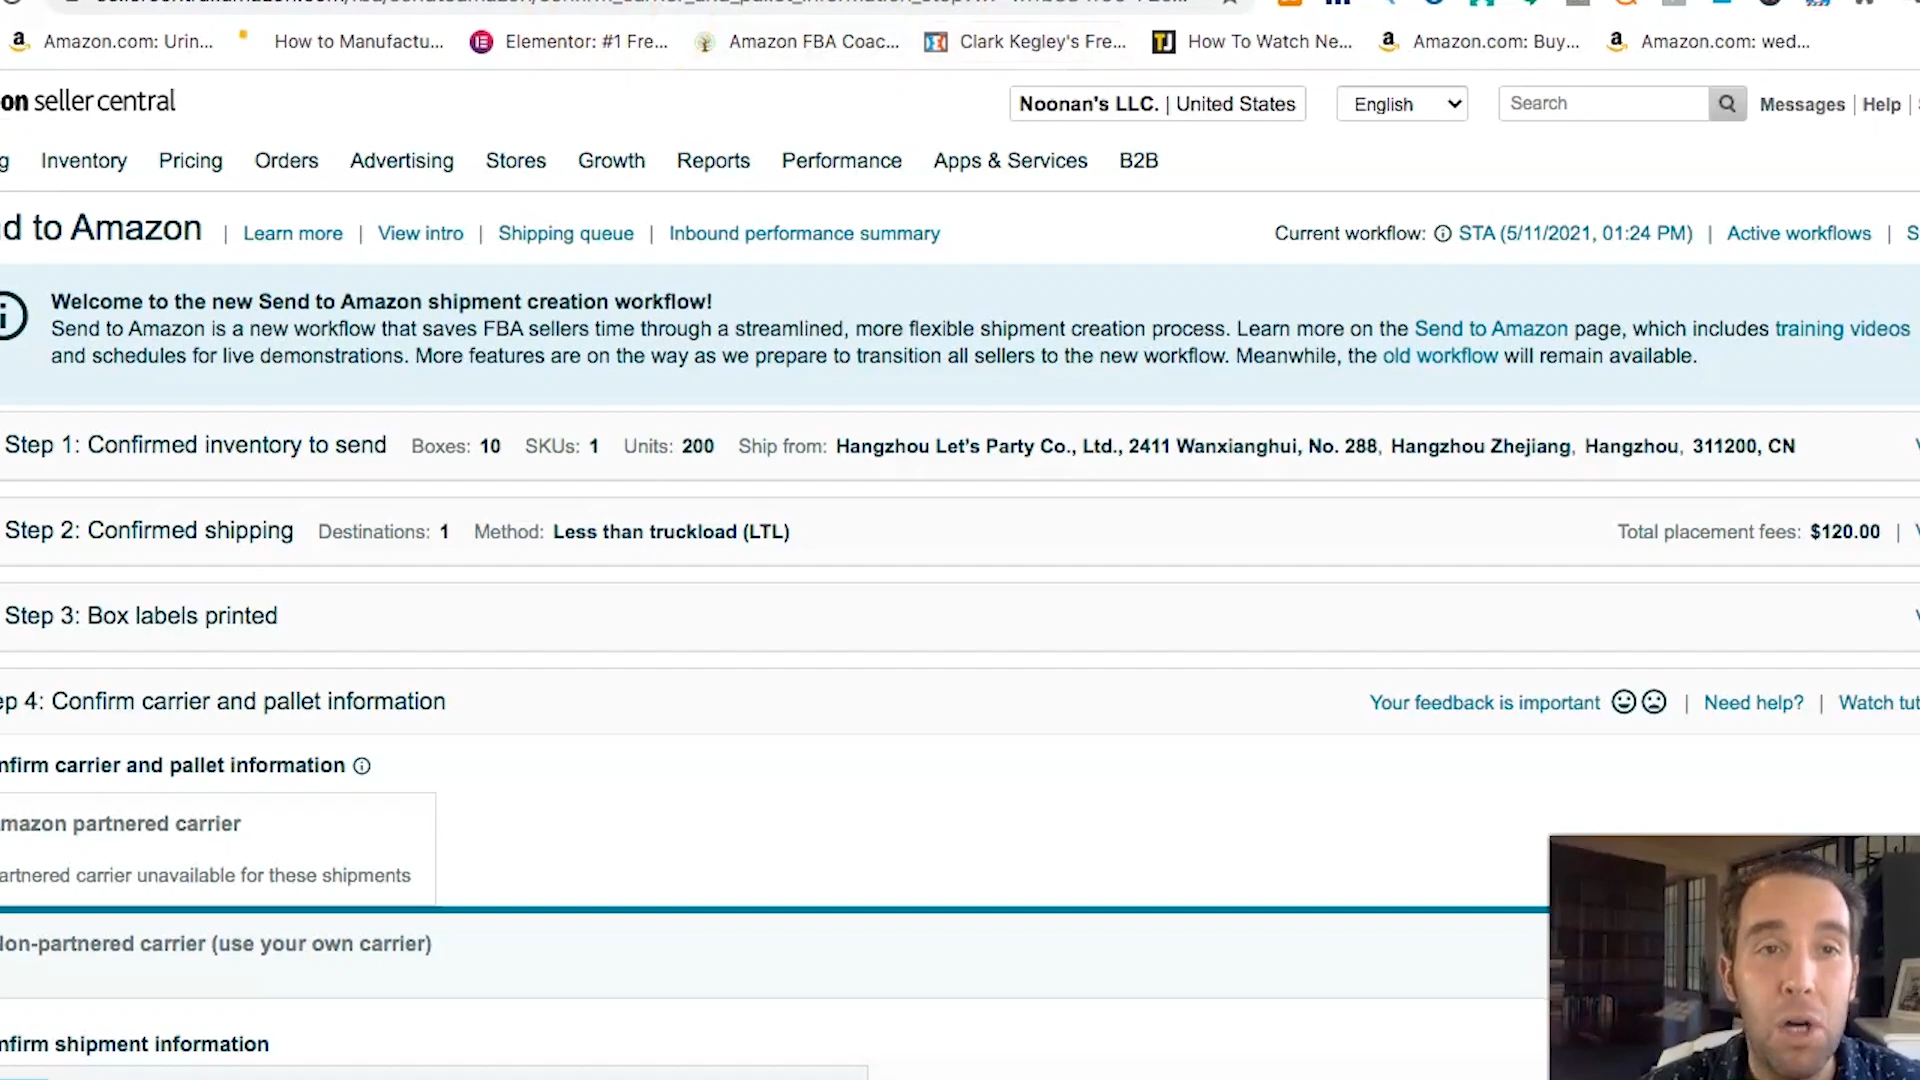 Amazon.com: Urin... How to Manufactu... Elementor: #1 Fre... Amazon FBA Coac... Clark Kegley's Fre... How To Watch Ne... Amazon.com: Buy... Amazon.com: wed...
on seller central Noonan's LLC. | United States English Search Messages | Help |
g Inventory Pricing Orders Advertising Stores Growth Reports Performance Apps & Services B2B
d to Amazon | Learn more | View intro | Shipping queue | Inbound performance summary Current workflow: STA (5/11/2021, 01:24 PM) | Active workflows | S
Welcome to the new Send to Amazon shipment creation workflow!
Send to Amazon is a new workflow that saves FBA sellers time through a streamlined, more flexible shipment creation process. Learn more on the Send to Amazon page, which includes training videos
and schedules for live demonstrations. More features are on the way as we prepare to transition all sellers to the new workflow. Meanwhile, the old workflow will remain available.
Step 1: Confirmed inventory to send Boxes: 10 SKUs: 1 Units: 200 Ship from: Hangzhou Let's Party Co., Ltd., 2411 Wanxianghui, No. 288, Hangzhou Zhejiang, Hangzhou, 311200, CN
Step 2: Confirmed shipping Destinations: 1 Method: Less than truckload (LTL) Total placement fees: $120.00 |
Step 3: Box labels printed
ep 4: Confirm carrier and pallet information Your feedback is important | Need help? | Watch tut
nfirm carrier and pallet information
mazon partnered carrier
artnered carrier unavailable for these shipments
Non-partnered carrier (use your own carrier)
nfirm shipment information